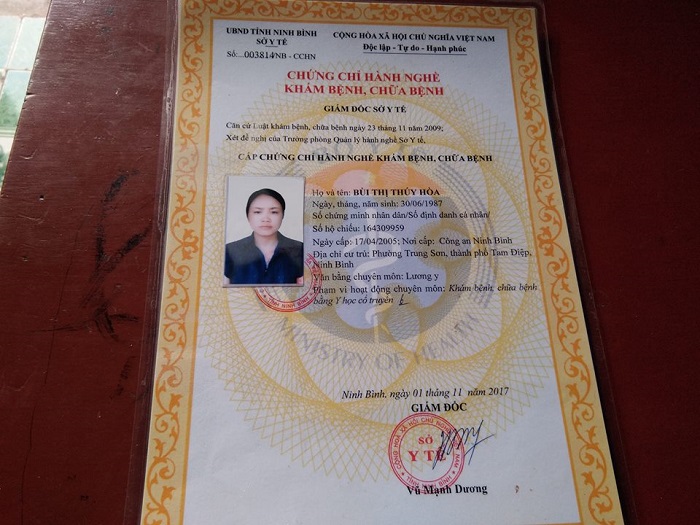 UBND TỈNH NINH BÌNH
SỞ Y TẾ
Số:...003814/NB - CCHN
CỘNG HÒA XÃ HỘI CHỦ NGHĨA VIỆT NAM
Độc lập - Tự do - Hạnh phúc
CHỨNG CHỈ HÀNH NGHỀ
KHÁM BỆNH, CHỮA BỆNH
GIÁM ĐỐC SỞ Y TẾ
Căn cứ Luật khám bệnh, chữa bệnh ngày 23 tháng 11 năm 2009;
Xét đề nghị của Trưởng phòng Quản lý hành nghề Sở Y tế,
CẤP CHỨNG CHỈ HÀNH NGHỀ KHÁM BỆNH, CHỮA BỆNH
Họ và tên: BÙI THỊ THÚY HÒA
Ngày, tháng, năm sinh: 30/06/1987
Số chứng minh nhân dân/Số định danh cá nhân/
Số hộ chiếu: 164309959
Ngày cấp: 17/04/2005; Nơi cấp: Công an Ninh Bình
Địa chỉ cư trú: Phường Trung Sơn, thành phố Tam Điệp,
Ninh Bình
Văn bằng chuyên môn: Lương y
Phạm vi hoạt động chuyên môn: Khám bệnh, chữa bệnh
bằng Y học cổ truyền
MINISTRY OF HEALTH
Ninh Bình, ngày 01 tháng 11 năm 2017
GIÁM ĐỐC
SỞ
Y TẾ
Vũ Mạnh Dương